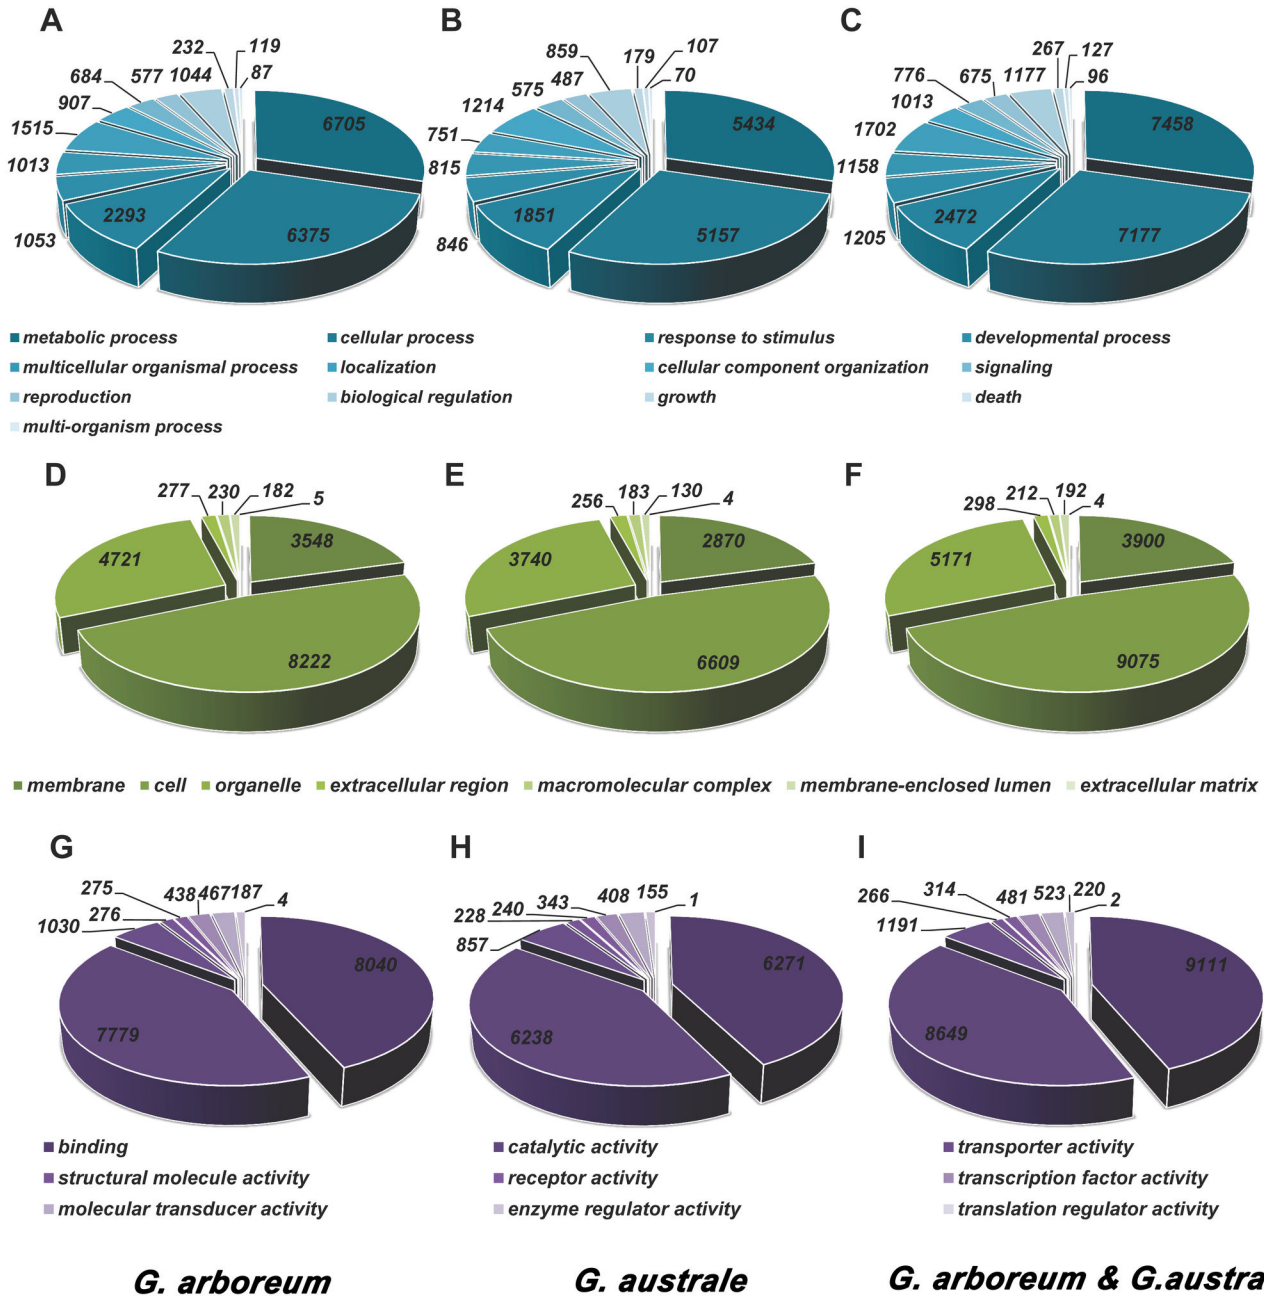 A B C
232 119
684 577 1044 87
907
1515
1013
1053
2293
6375
6705
859 179 107
575 487 70
1214
751
815
846
1851
5157
5434
267 127
776 675 1177 96
1013
1702
1158
1205
2472
7177
7458
metabolic process cellular process response to stimulus developmental process
multicellular organismal process localization cellular component organization signaling
reproduction biological regulation growth death
multi-organism process
D E F
277 230 182 5
4721 3548
8222
256 183 130 4
3740 2870
6609
298 212 192 4
5171 3900
9075
membrane cell organelle extracellular region macromolecular complex membrane-enclosed lumen extracellular matrix
G H I
275 438 467 187 4
276
1030
8040
7779
343 408 155 1
240
228
857
6271
6238
314 481 523 220 2
266
1191
9111
8649
binding catalytic activity transporter activity
structural molecule activity receptor activity transcription factor activity
molecular transducer activity enzyme regulator activity translation regulator activity
G. arboreum G. australe G. arboreum & G.austra